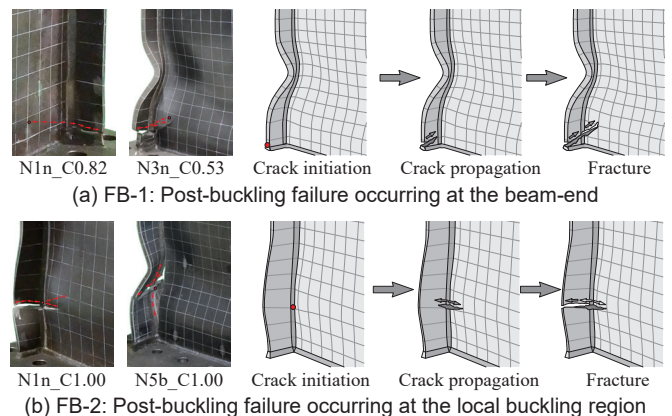 N1n_C0.82 N3n_C0.53 Crack initiation Crack propagation Fracture
(a) FB-1: Post-buckling failure occurring at the beam-end
N1n_C1.00 N5b_C1.00 Crack initiation Crack propagation Fracture
(b) FB-2: Post-buckling failure occurring at the local buckling region